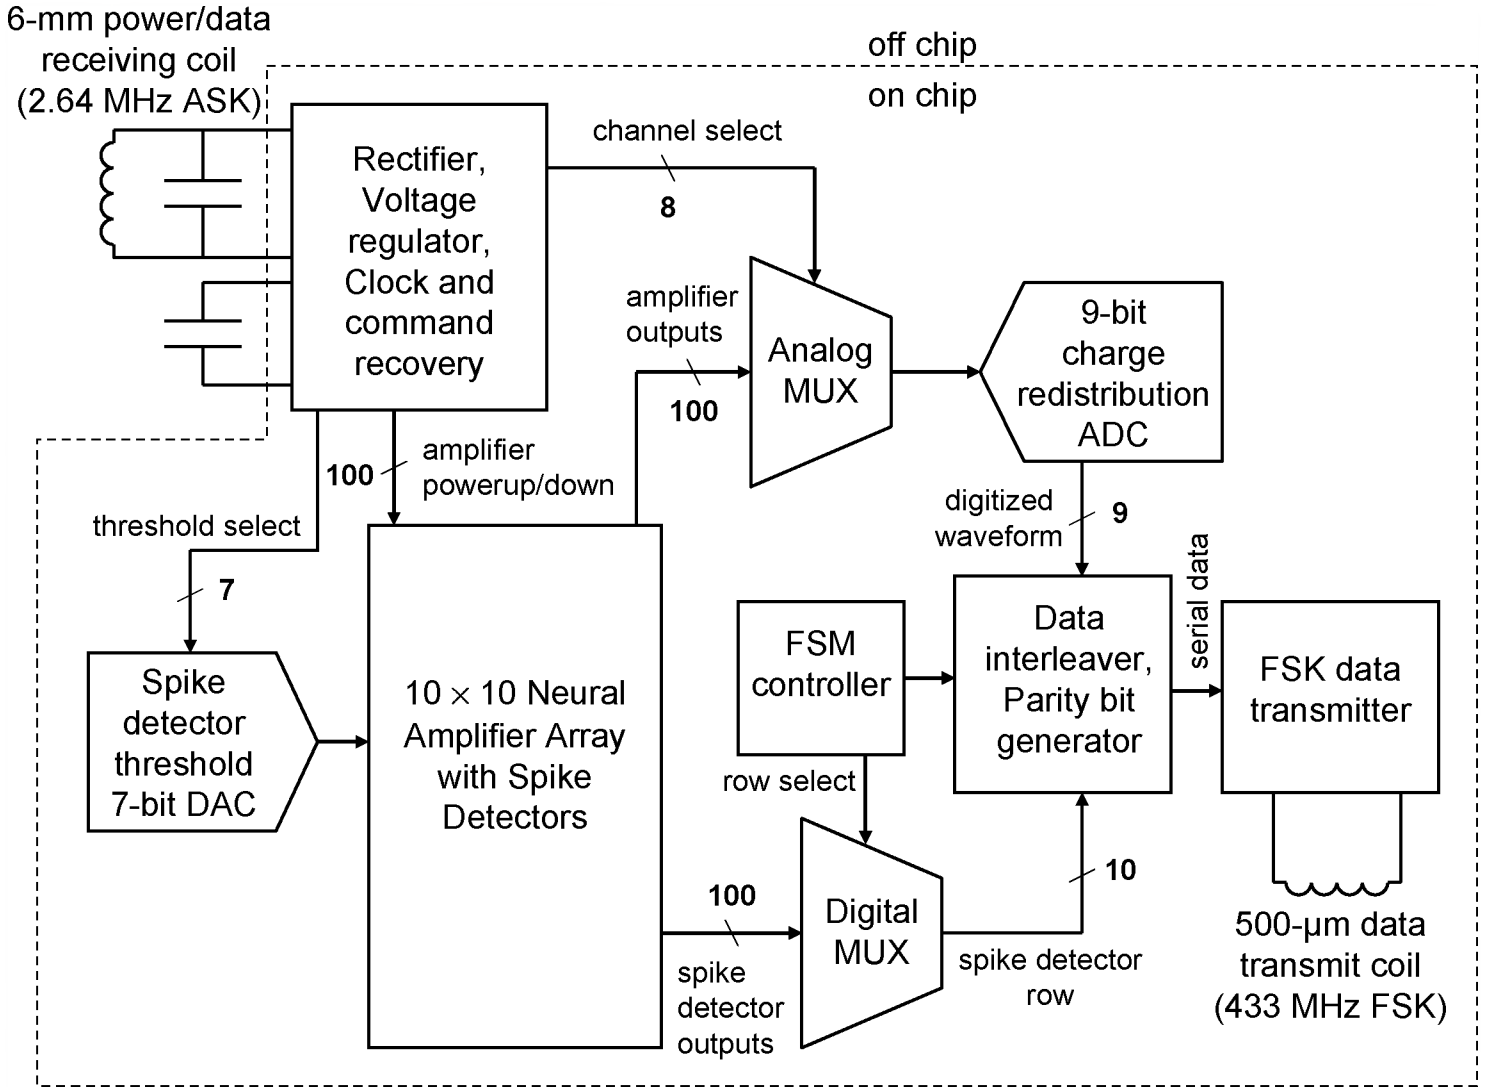 6-mm power/data
receiving coil
(2.64 MHz ASK)
off chip
on chip
Rectifier,
Voltage
regulator,
Clock and
command
recovery
channel select
8
amplifier
outputs
100
Analog
MUX
9-bit
charge
redistribution
ADC
100
amplifier
powerup/down
threshold select
7
digitized
waveform
9
Spike
detector
threshold
7-bit DAC
10 × 10 Neural
Amplifier Array
with Spike
Detectors
FSM
controller
Data
interleaver,
Parity bit
generator
serial data
FSK data
transmitter
row select
100
spike
detector
outputs
Digital
MUX
10
spike detector
row
500-µm data
transmit coil
(433 MHz FSK)